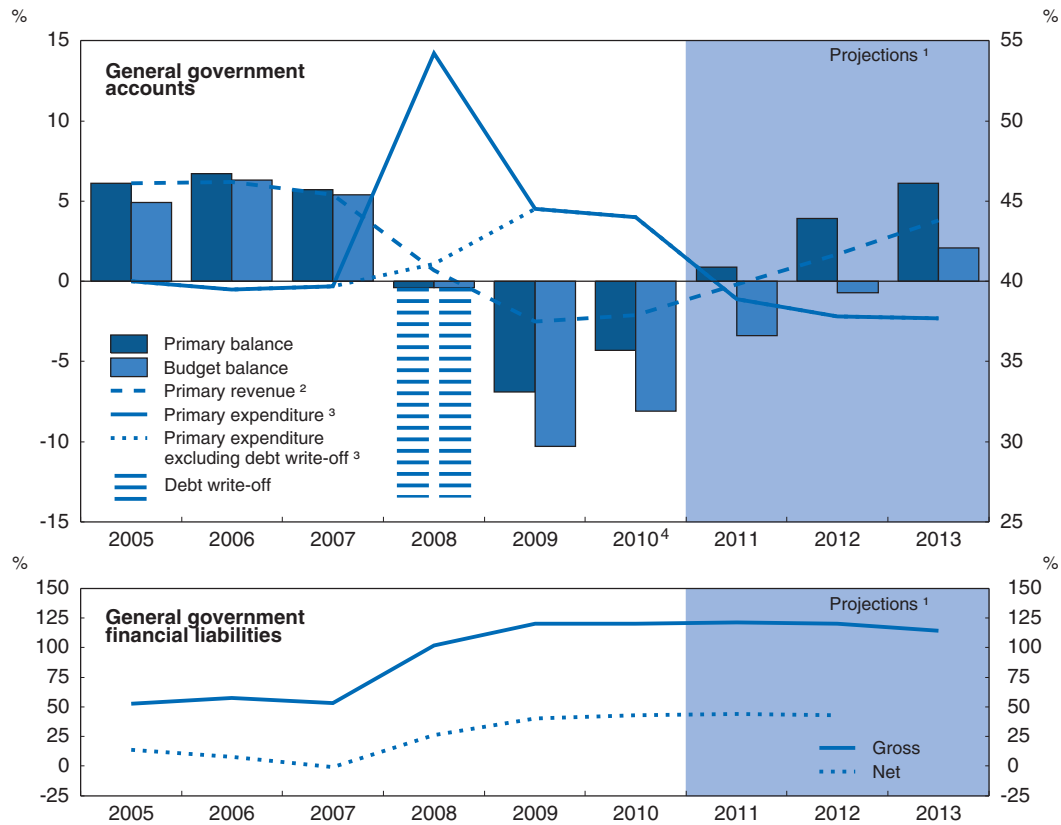 % %
15 55
General government
accounts
Projections ¹
10 50
5 45
0 40
-5 35
-10 30
-15 25
Primary balance
Budget balance
Primary revenue ²
Primary expenditure ³
Primary expenditure
excluding debt write-off ³
Debt write-off
2005 2006 2007 2008 2009 2010⁴ 2011 2012 2013
% %
150 150
General government
financial liabilities
Projections ¹
125 125
100 100
75 75
50 50
25 25
0 0
-25 -25
Gross
Net
2005 2006 2007 2008 2009 2010 2011 2012 2013